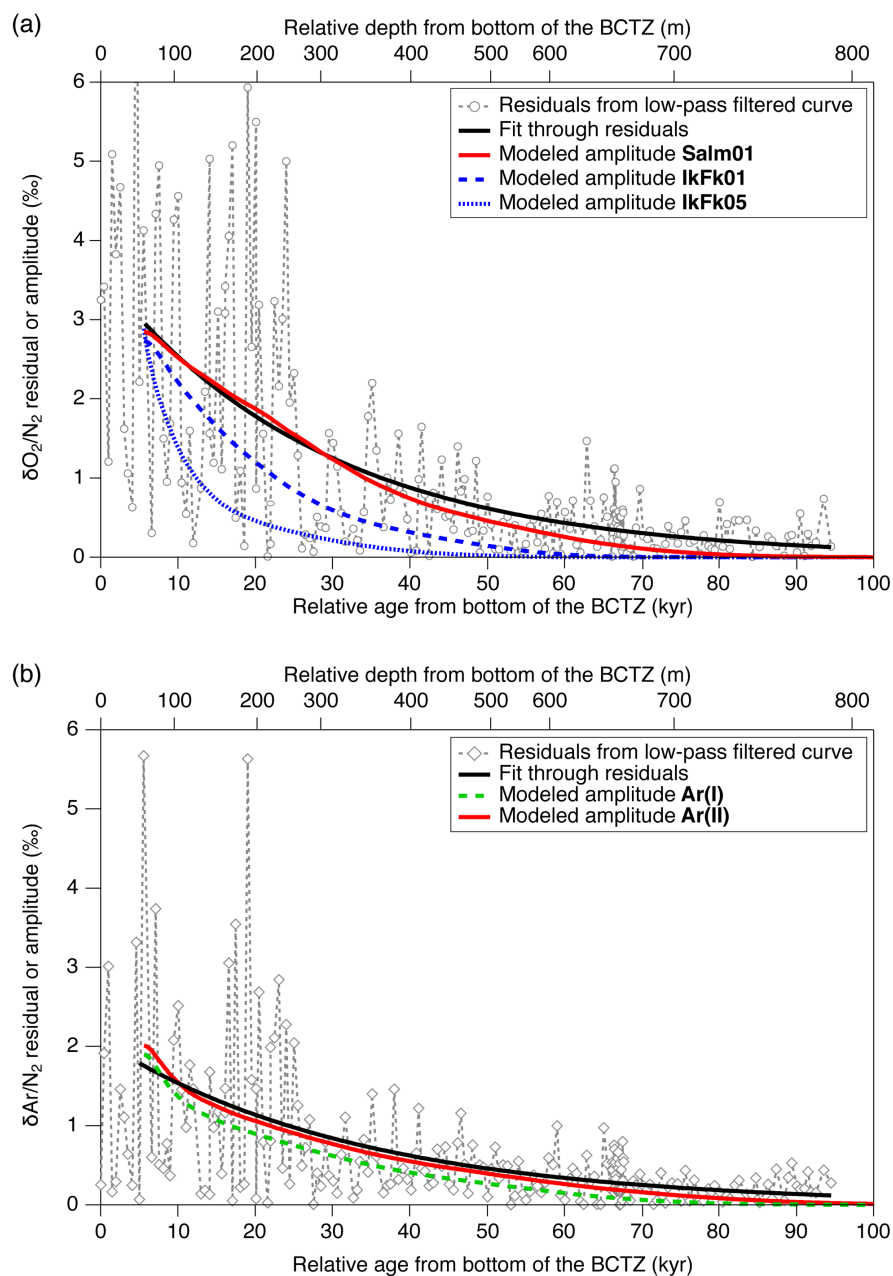 (a)
Relative depth from bottom of the BCTZ (m)
0 100 200 300 400 500 600 700 800
6
5
4
3
2
1
0
δO₂/N₂ residual or amplitude (‰)
Residuals from low-pass filtered curve
Fit through residuals
Modeled amplitude Salm01
Modeled amplitude IkFk01
Modeled amplitude IkFk05
0 10 20 30 40 50 60 70 80 90 100
Relative age from bottom of the BCTZ (kyr)
(b)
Relative depth from bottom of the BCTZ (m)
0 100 200 300 400 500 600 700 800
6
5
4
3
2
1
0
δAr/N₂ residual or amplitude (‰)
Residuals from low-pass filtered curve
Fit through residuals
Modeled amplitude Ar(I)
Modeled amplitude Ar(II)
0 10 20 30 40 50 60 70 80 90 100
Relative age from bottom of the BCTZ (kyr)